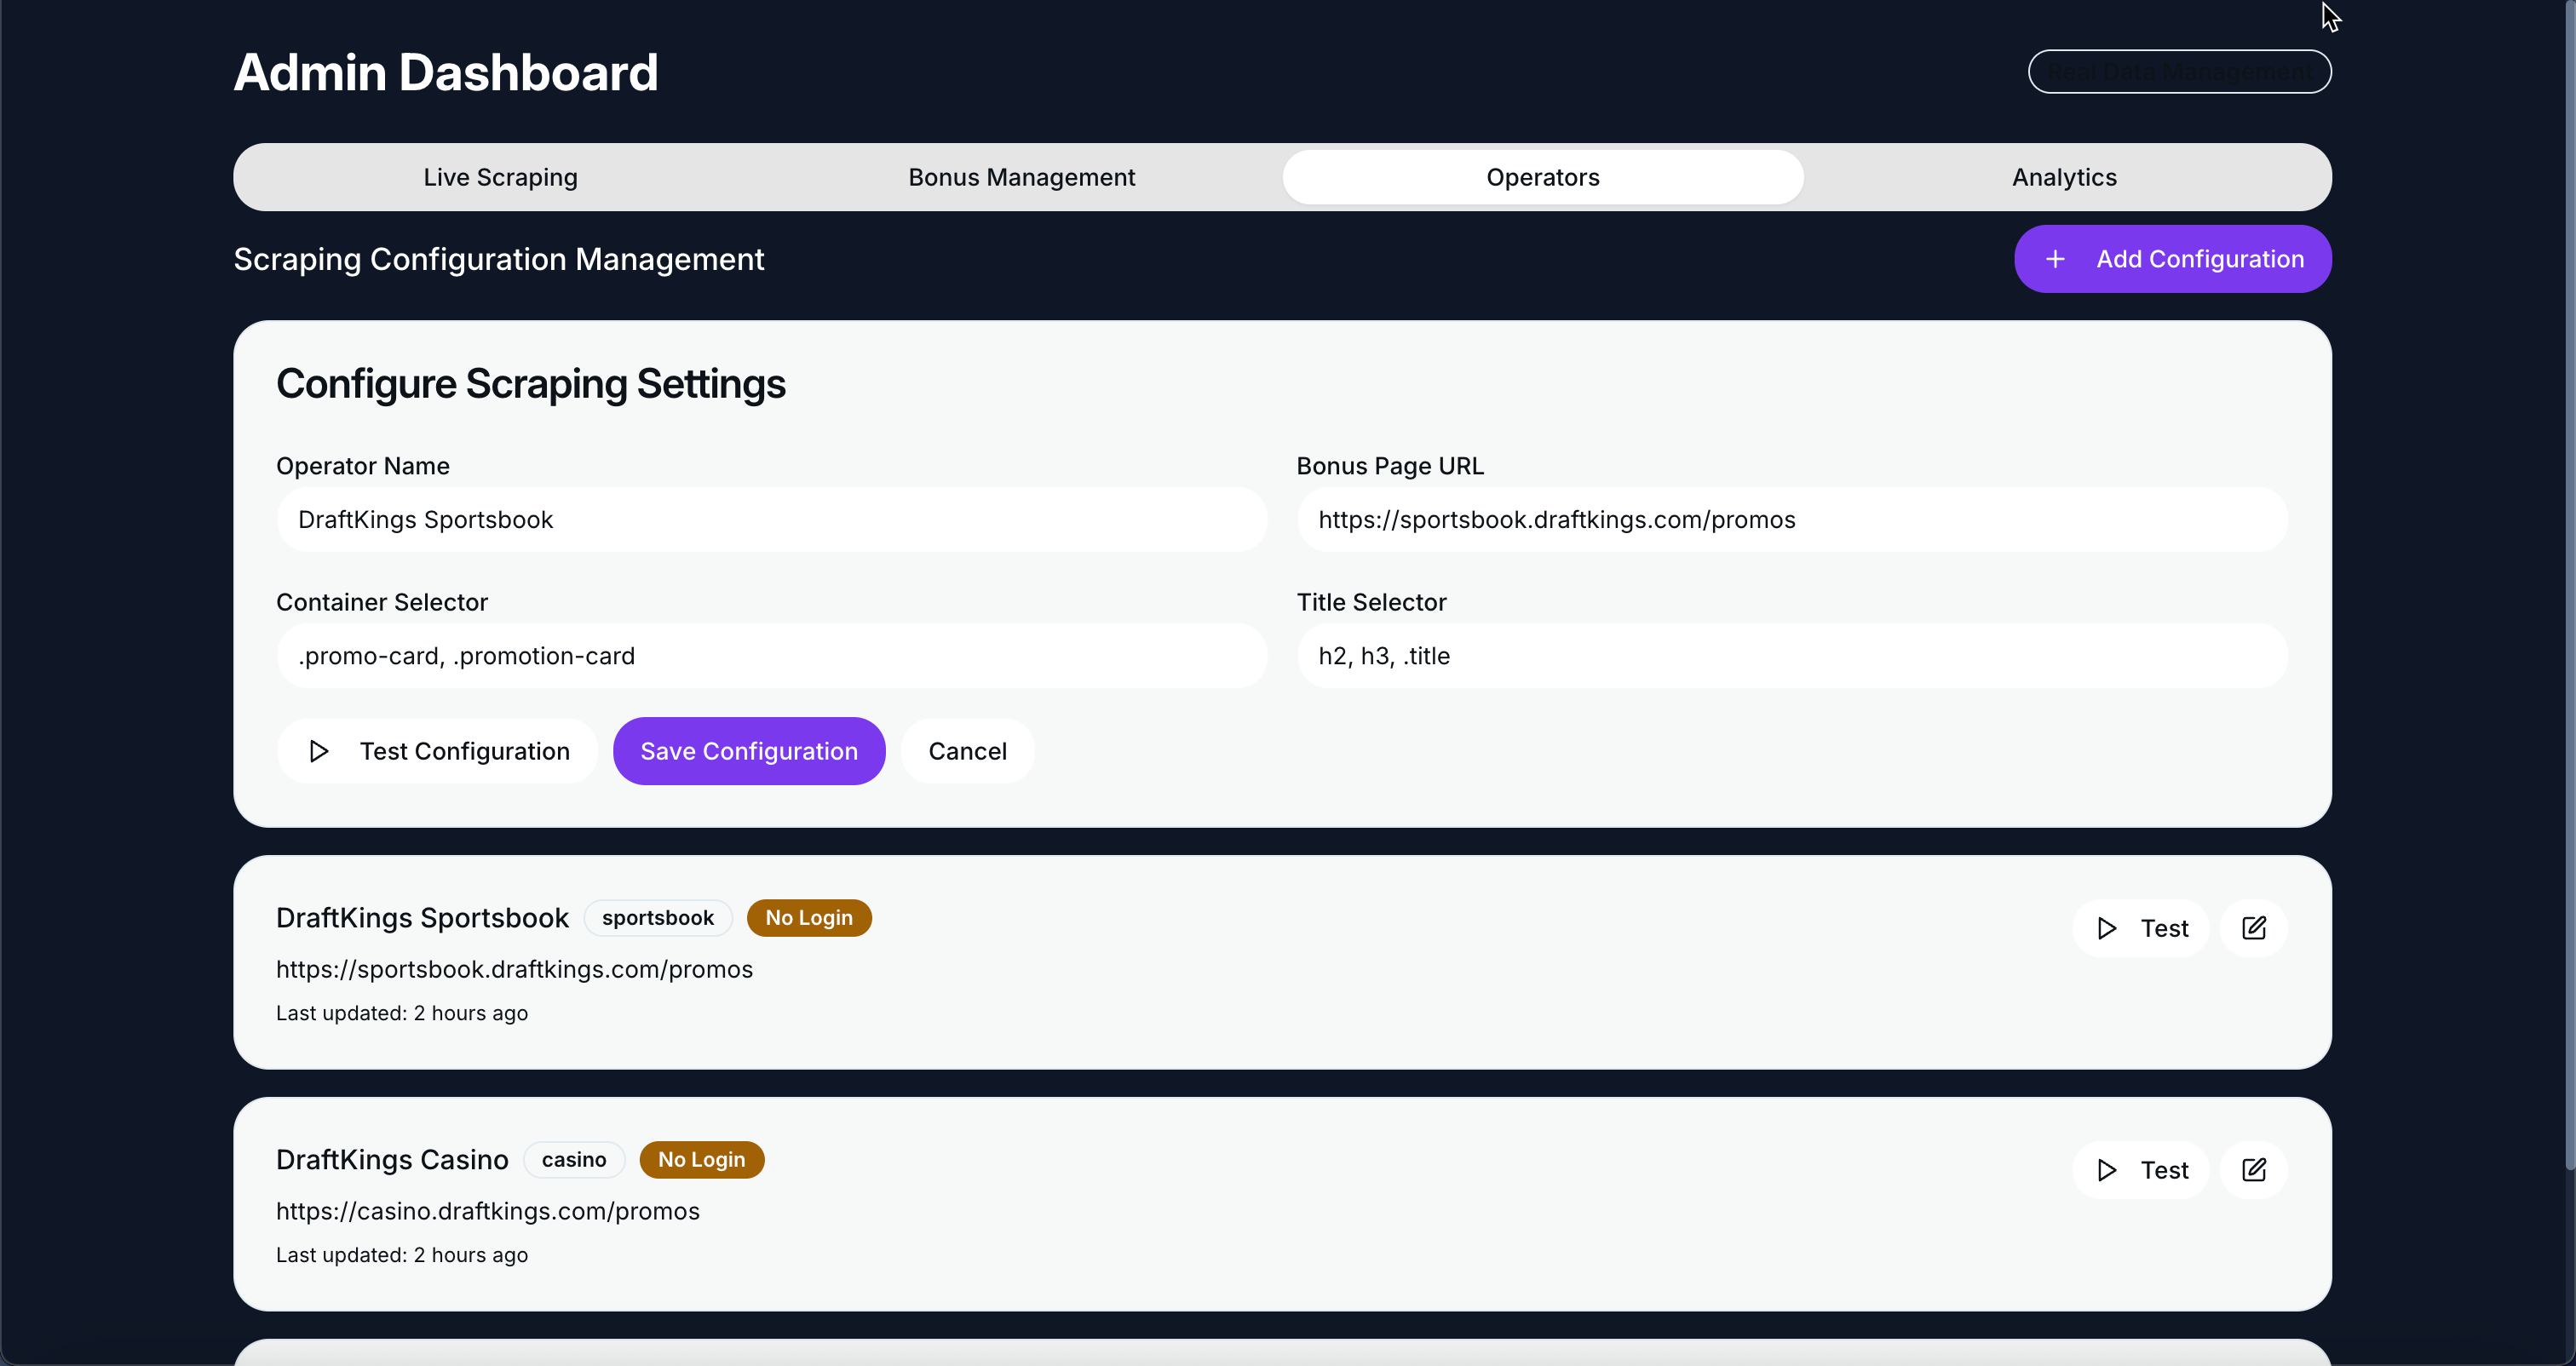 Admin Dashboard
Real Data Management
Live Scraping
Bonus Management
Operators
Analytics
Scraping Configuration Management
Add Configuration
Configure Scraping Settings
Operator Name
Bonus Page URL
DraftKings Sportsbook
https://sportsbook.draftkings.com/promos
Container Selector
Title Selector
.promo-card, .promotion-card
h2, h3, .title
Test Configuration
Save Configuration
Cancel
DraftKings Sportsbook
sportsbook
No Login
Test
https://sportsbook.draftkings.com/promos
Last updated: 2 hours ago
DraftKings Casino
casino
No Login
Test
https://casino.draftkings.com/promos
Last updated: 2 hours ago